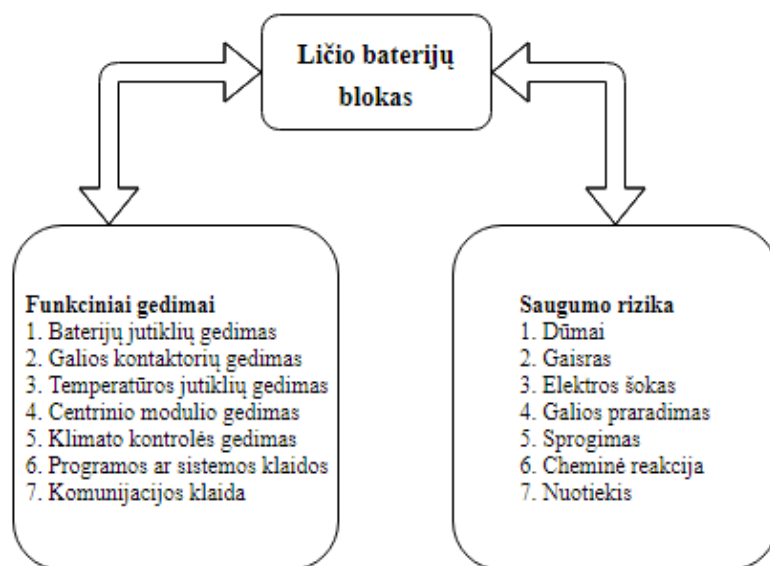 Ličio baterijų
blokas
Funkciniai gedimai
1. Baterijų jutiklių gedimas
2. Galios kontaktorių gedimas
3. Temperatūros jutiklių gedimas
4. Centrinio modulio gedimas
5. Klimato kontrolės gedimas
6. Programos ar sistemos klaidos
7. Komunijacijos klaida
Saugumo rizika
1. Dūmai
2. Gaisras
3. Elektros šokas
4. Galios praradimas
5. Sprogimas
6. Cheminė reakcija
7. Nuotiekis